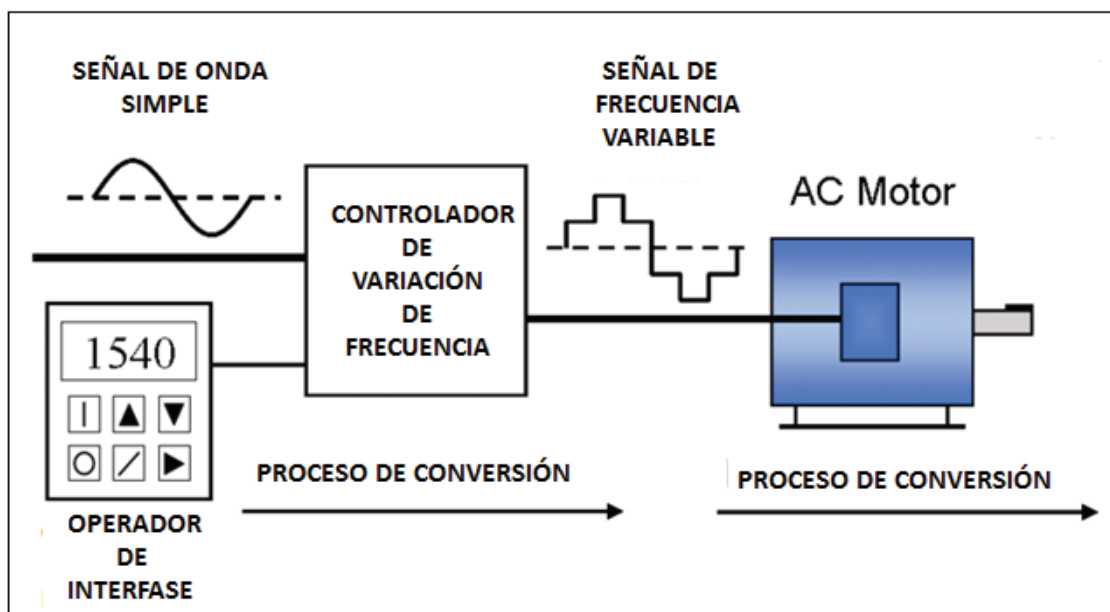 SEÑAL DE ONDA
SIMPLE
SEÑAL DE
FRECUENCIA
VARIABLE
AC Motor
CONTROLADOR
DE
VARIACIÓN
DE
FRECUENCIA
1540
PROCESO DE CONVERSIÓN
PROCESO DE CONVERSIÓN
OPERADOR
DE
INTERFASE